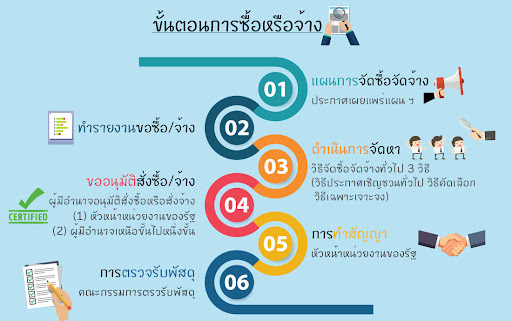 ขั้นตอนการซื้อหรือจ้าง
01
แผนการจัดซื้อจัดจ้าง
ประกาศเผยแพร่แผน ฯ
02
ทำรายงานขอซื้อ/จ้าง
03
ดำเนินการจัดหา
วิธีจัดซื้อจัดจ้างทั่วไป 3 วิธี
(วิธีประกาศเชิญชวนทั่วไป วิธีคัดเลือก
วิธีเฉพาะเจาะจง)
04
ขออนุมัติสั่งซื้อ/จ้าง
ผู้มีอำนาจอนุมัติสั่งซื้อหรือสั่งจ้าง
(1) หัวหน้าหน่วยงานของรัฐ
(2) ผู้มีอำนาจเหนือขึ้นไปหนึ่งขั้น
CERTIFIED
05
การทำสัญญา
หัวหน้าหน่วยงานของรัฐ
06
การตรวจรับพัสดุ
คณะกรรมการตรวจรับพัสดุ